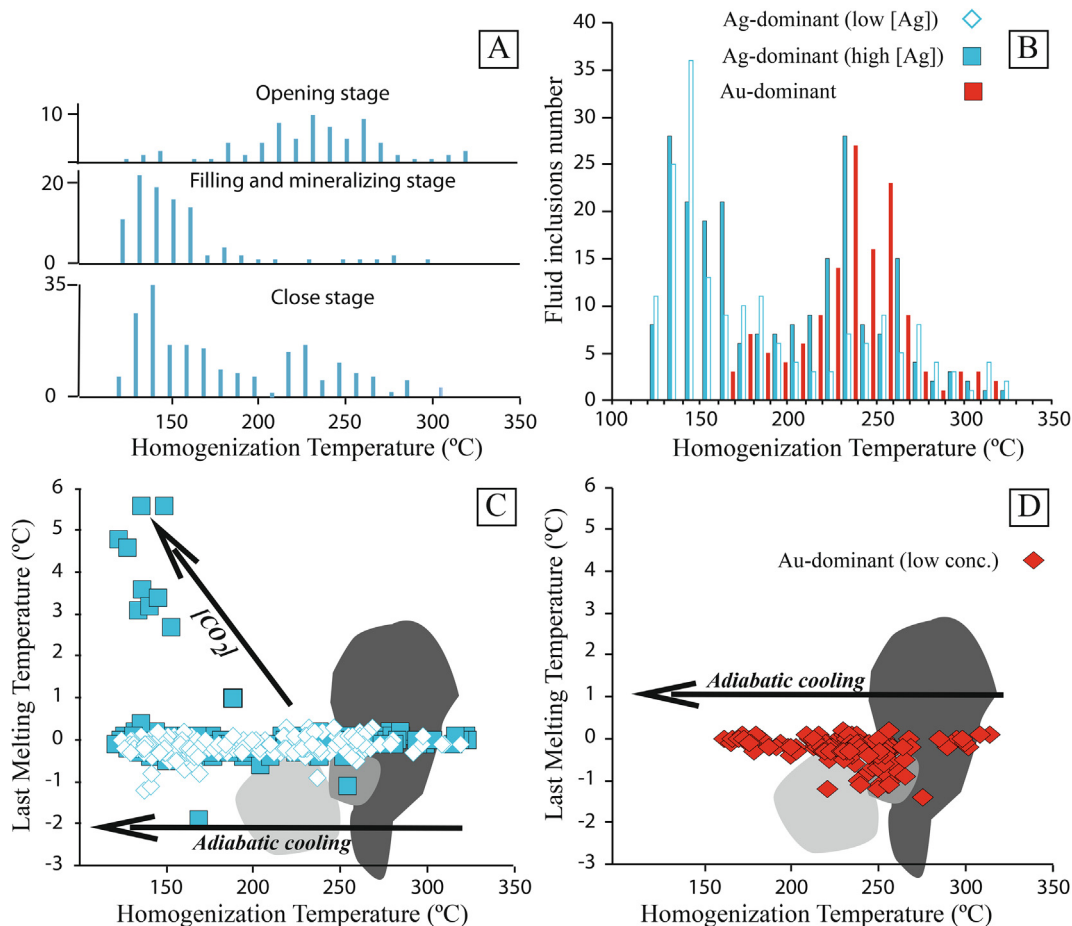 A
Opening stage
10
0
Filling and mineralizing stage
20
0
Close stage
35
0
150
200
250
300
350
Homogenization Temperature (ºC)
B
Ag-dominant (low [Ag])
Ag-dominant (high [Ag])
Au-dominant
Fluid inclusions number
40
35
30
25
20
15
10
5
0
100
150
200
250
300
350
Homogenization Temperature (ºC)
C
Last Melting Temperature (ºC)
6
5
4
3
2
1
0
-1
-2
-3
[CO2]
Adiabatic cooling
150
200
250
300
350
Homogenization Temperature (ºC)
D
Au-dominant (low conc.)
Last Melting Temperature (ºC)
6
5
4
3
2
1
0
-1
-2
-3
Adiabatic cooling
150
200
250
300
350
Homogenization Temperature (ºC)